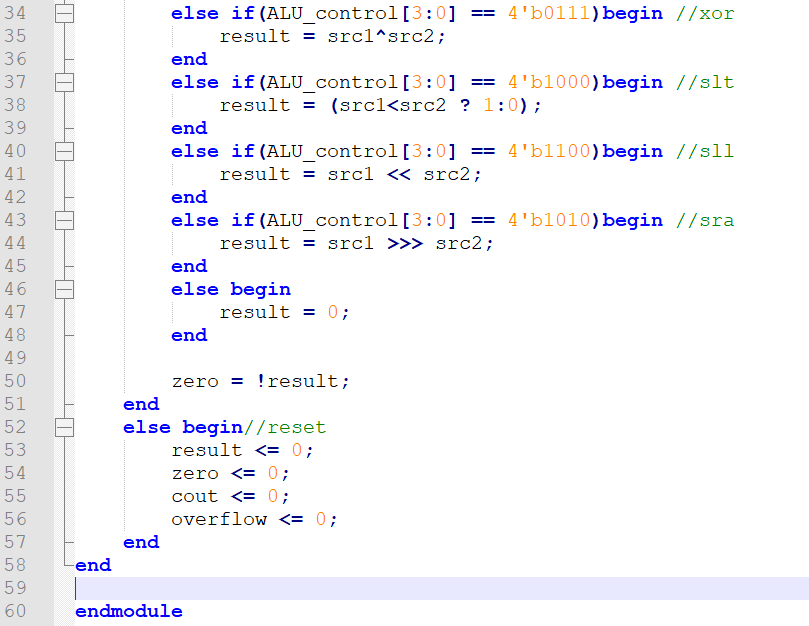 34 else if(ALU_control[3:0] == 4'b0111)begin //xor
35 result = src1^src2;
36 end
37 else if(ALU_control[3:0] == 4'b1000)begin //slt
38 result = (src1<src2 ? 1:0);
39 end
40 else if(ALU_control[3:0] == 4'b1100)begin //sll
41 result = src1 << src2;
42 end
43 else if(ALU_control[3:0] == 4'b1010)begin //sra
44 result = src1 >>> src2;
45 end
46 else begin
47 result = 0;
48 end
49
50 zero = !result;
51 end
52 else begin//reset
53 result <= 0;
54 zero <= 0;
55 cout <= 0;
56 overflow <= 0;
57 end
58 end
59
60 endmodule